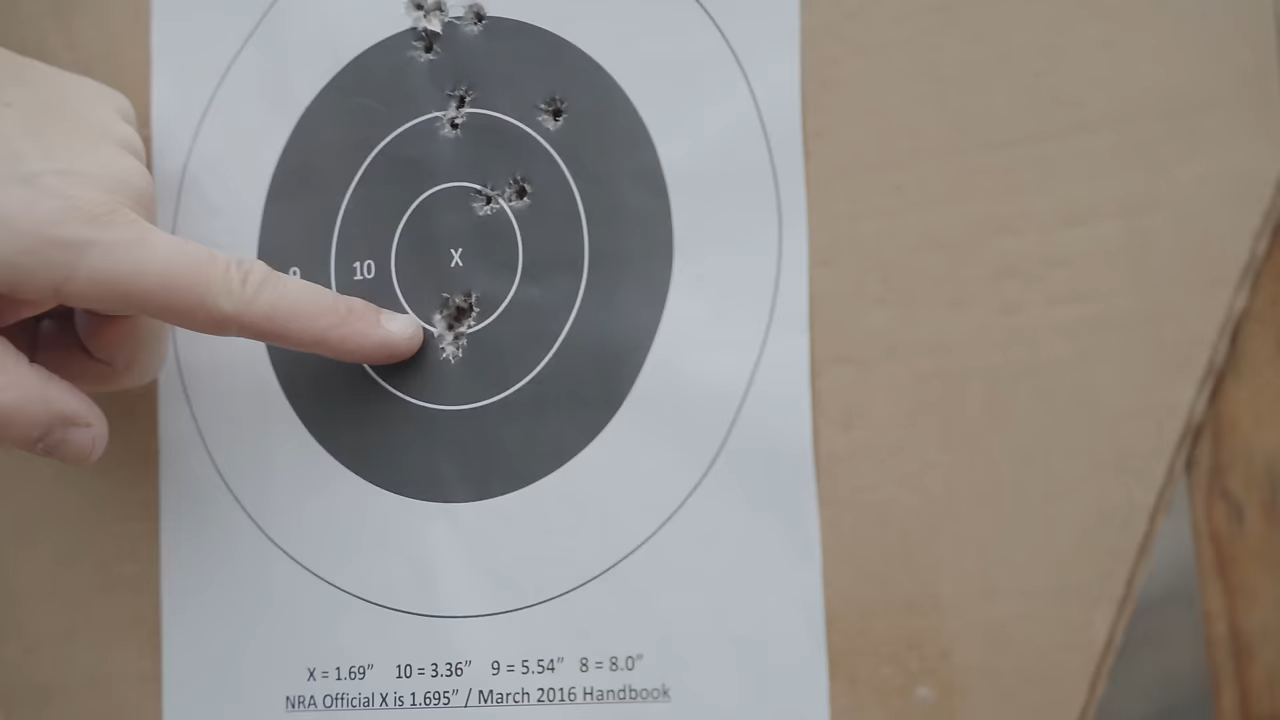 X
9 10
X = 1.69” 10 = 3.36” 9 = 5.54” 8 = 8.0”
NRA Official X is 1.695” / March 2016 Handbook